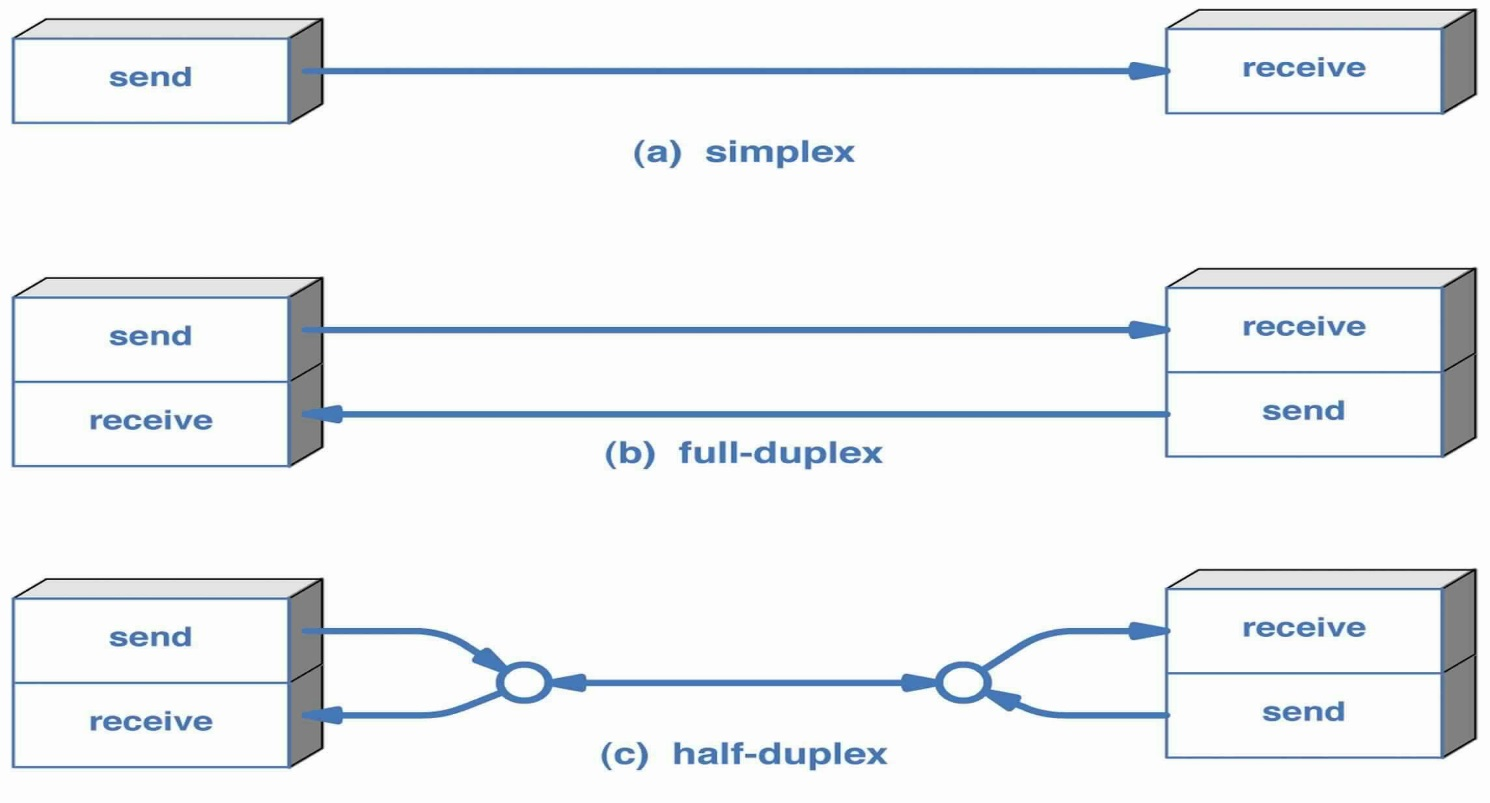 send
receive
(a) simplex
send
receive
receive
send
(b) full-duplex
send
receive
receive
send
(c) half-duplex